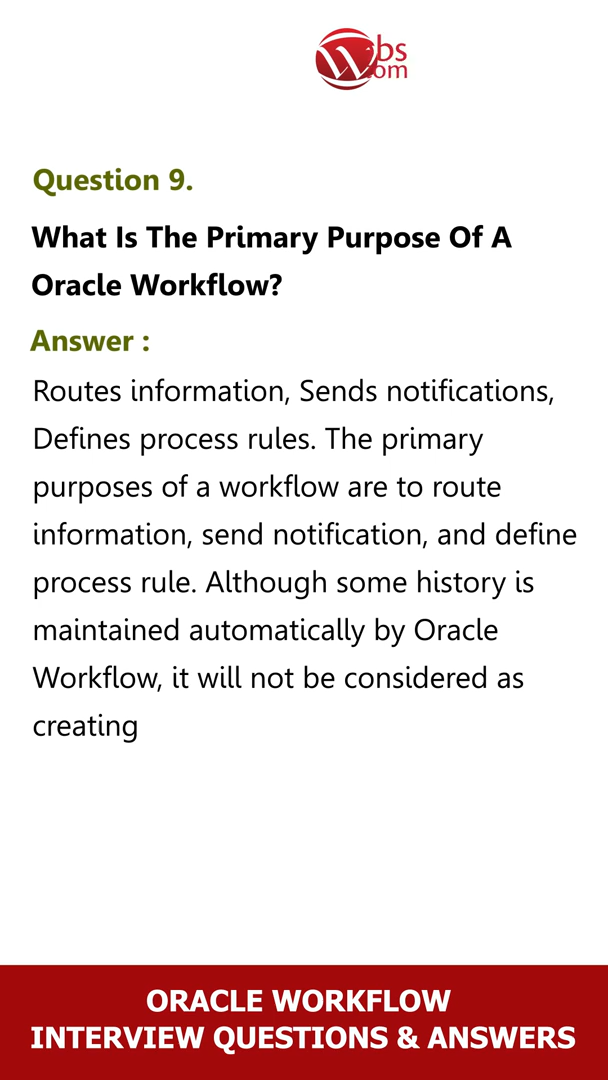 Wbs
com
Question 9.
What Is The Primary Purpose Of A
Oracle Workflow?
Answer :
Routes information, Sends notifications,
Defines process rules. The primary
purposes of a workflow are to route
information, send notification, and define
process rule. Although some history is
maintained automatically by Oracle
Workflow, it will not be considered as
creating
ORACLE WORKFLOW
INTERVIEW QUESTIONS & ANSWERS